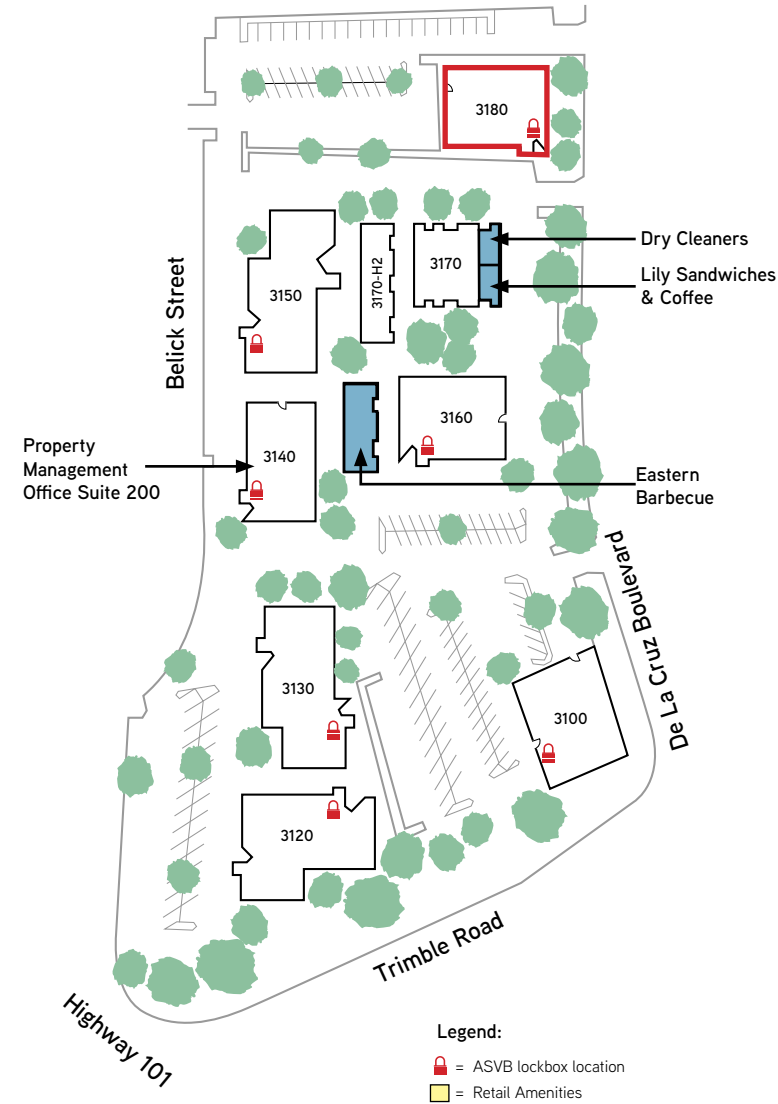 3180
Dry Cleaners
3170
3170-H2
Lily Sandwiches
& Coffee
3150
Belick Street
3160
Property
Management
Office Suite 200
3140
Eastern
Barbecue
De La Cruz Boulevard
3130
3100
3120
Trimble Road
Highway 101
Legend:
= ASVB lockbox location
= Retail Amenities